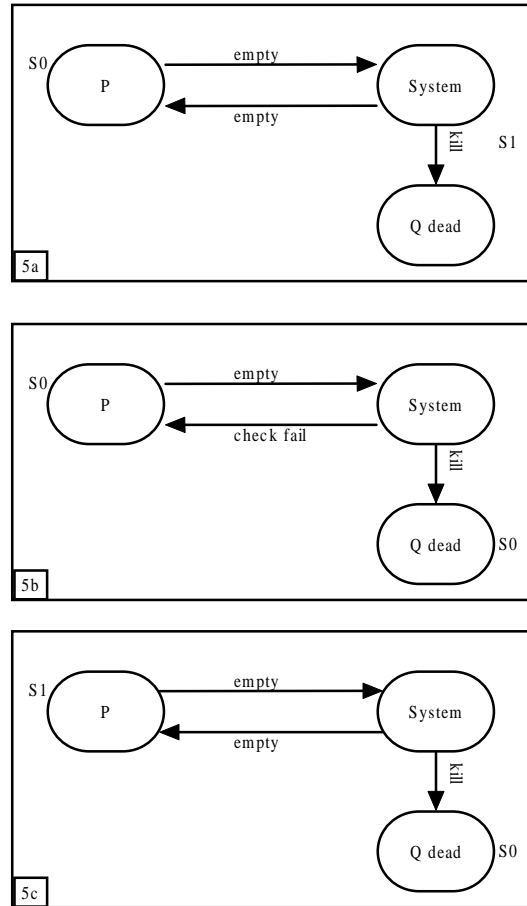 empty
S0
P
System
empty
kill
S1
Q dead
5a
empty
S0
P
System
check fail
kill
Q dead
S0
5b
empty
S1
P
System
empty
kill
Q dead
S0
5c